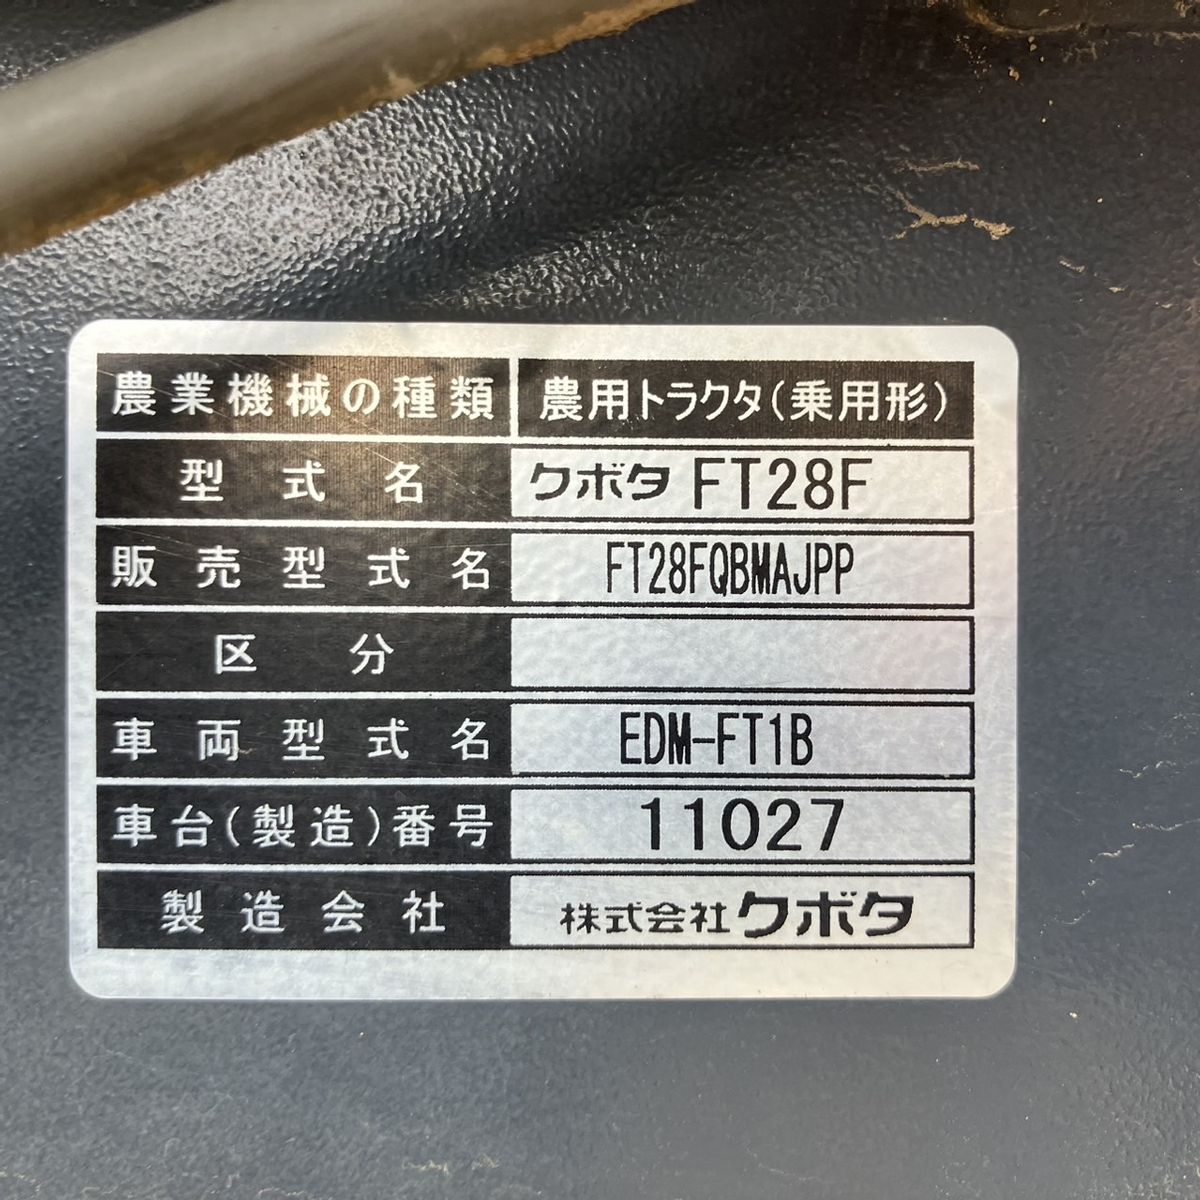 農業機械の種類 農用トラクタ(乗用形)
型式名 クボタ FT28F
販売型式名 FT28FQBMAJPP
区分
車両型式名 EDM-FT1B
車台(製造)番号 11027
製造会社 株式会社クボタ